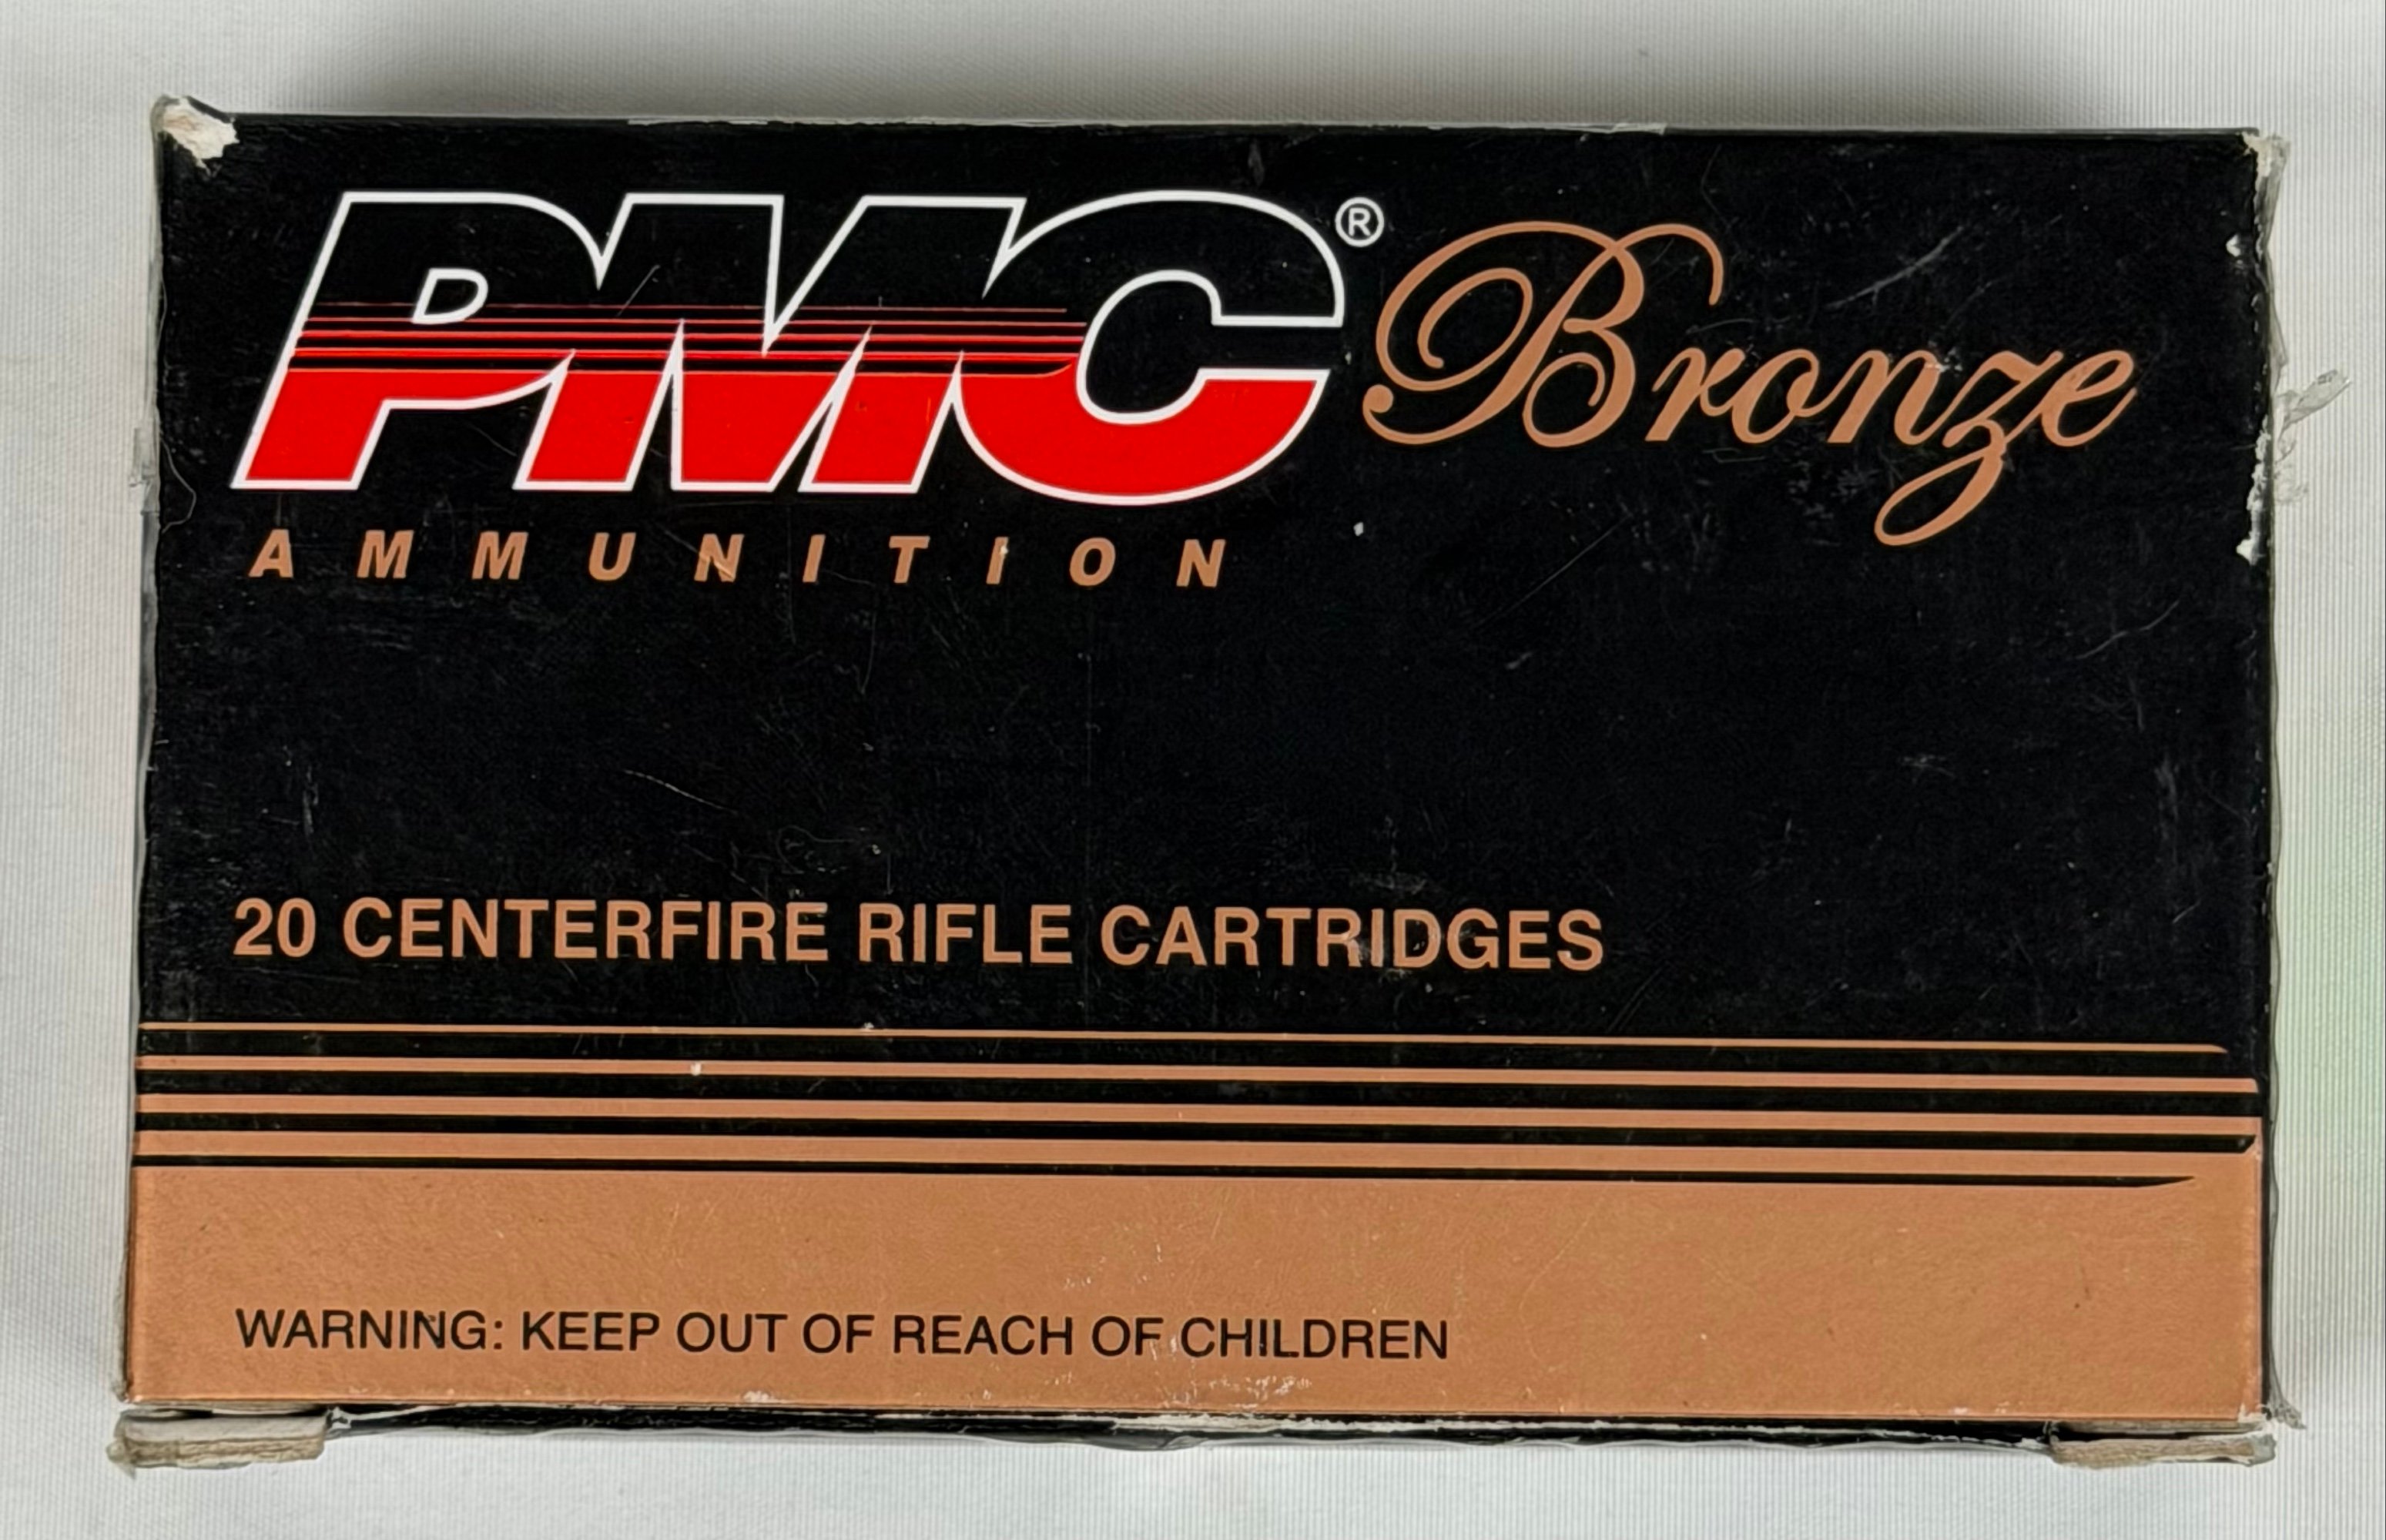 PMC® Bronze
AMMUNITION
20 CENTERFIRE RIFLE CARTRIDGES
WARNING: KEEP OUT OF REACH OF CHILDREN